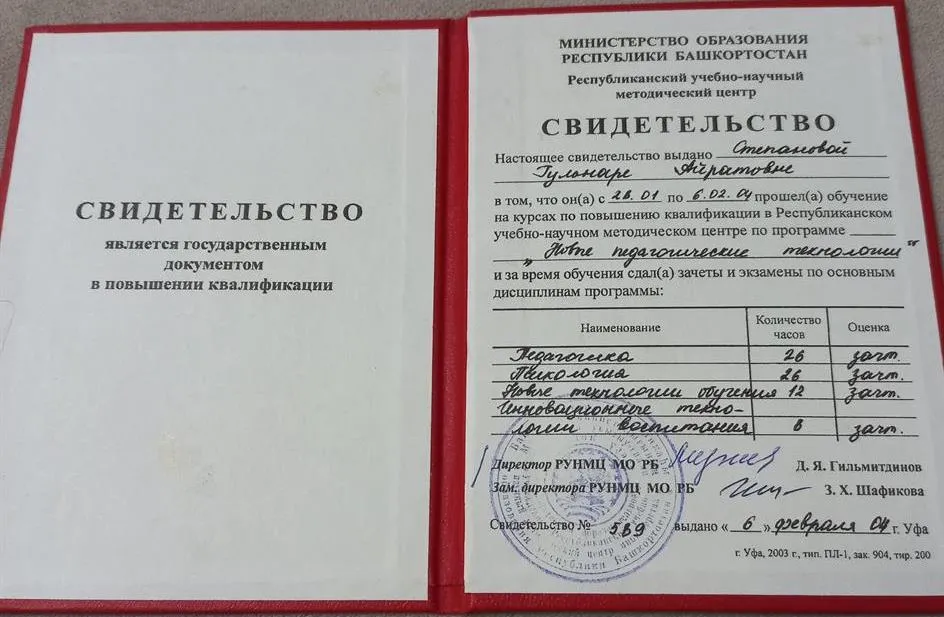 СВИДЕТЕЛЬСТВО
является государственным
документом
в повышении квалификации
МИНИСТЕРСТВО ОБРАЗОВАНИЯ
РЕСПУБЛИКИ БАШКОРТОСТАН
Республиканский учебно-научный
методический центр
СВИДЕТЕЛЬСТВО
Настоящее свидетельство выдано Степановой
Гульнаре Айратовне
в том, что он(а) с 26.01 по 6.02.04 прошел(а) обучение
на курсах по повышению квалификации в Республиканском
учебно-научном методическом центре по программе
„Новые педагогические технологии"
и за время обучения сдал(а) зачеты и экзамены по основным
дисциплинам программы:
Наименование Количество часов Оценка
Педагогика 26 зачт.
Психология 26 зачт.
Новые технологии обучения 12 зачт.
Инновационные техно-
логии воспитания 8 зачт.
Директор РУНМЦ МО РБ Д. Я. Гильмитдинов
Зам. директора РУНМЦ МО РБ З. Х. Шафикова
Свидетельство № 589 выдано « 6 » февраля 04 г. Уфа
г. Уфа, 2003 г., тип. ПЛ-1, зак. 904, тир. 200